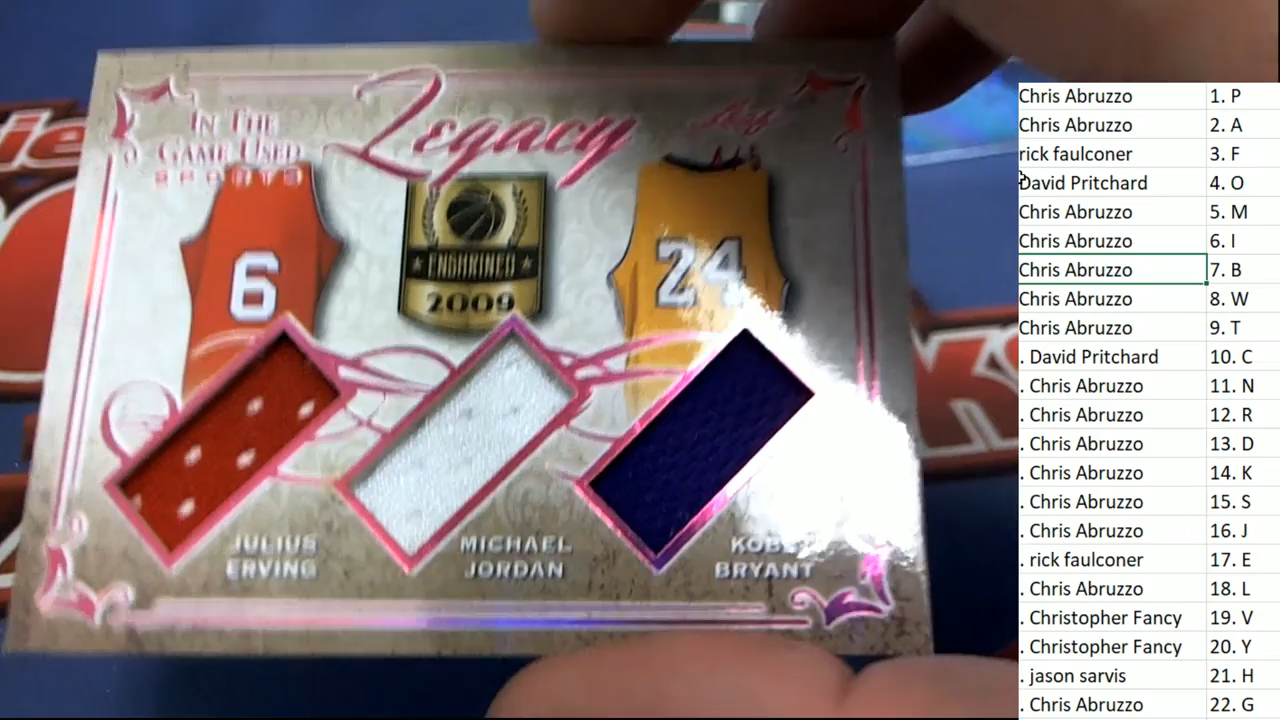 IN THE
GAME USED
SPORTS
Legacy
Leaf
6
ENSHRINED
2009
24
JULIUS
ERVING
MICHAEL
JORDAN
KOBE
BRYANT
Chris Abruzzo 1. P
Chris Abruzzo 2. A
rick faulconer 3. F
David Pritchard 4. O
Chris Abruzzo 5. M
Chris Abruzzo 6. I
Chris Abruzzo 7. B
Chris Abruzzo 8. W
Chris Abruzzo 9. T
. David Pritchard 10. C
. Chris Abruzzo 11. N
. Chris Abruzzo 12. R
. Chris Abruzzo 13. D
. Chris Abruzzo 14. K
. Chris Abruzzo 15. S
. Chris Abruzzo 16. J
. rick faulconer 17. E
. Chris Abruzzo 18. L
. Christopher Fancy 19. V
. Christopher Fancy 20. Y
. jason sarvis 21. H
. Chris Abruzzo 22. G